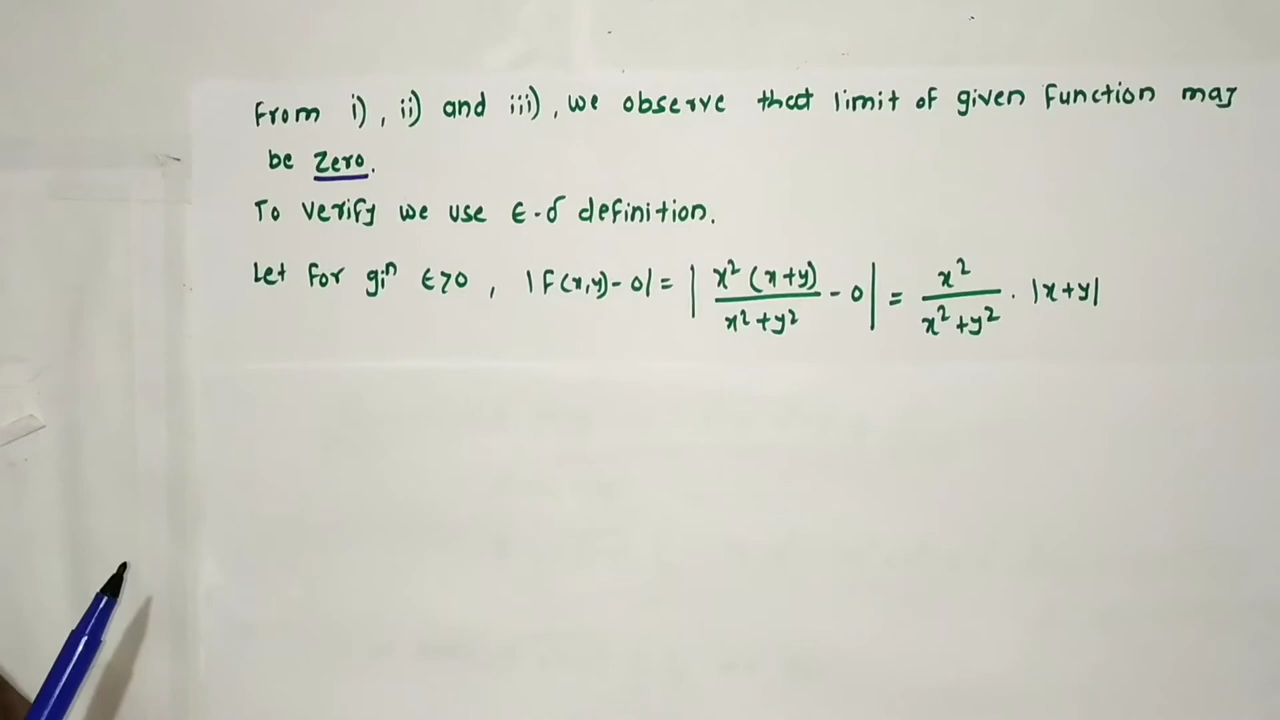 From i), ii) and iii), we observe that limit of given function may
be Zero.
To verify we use ϵ-δ definition.
Let for giⁿ ϵ>0, |f(x,y)-0| = | x²(x+y) / x²+y² - 0 | = x² / x²+y² · |x+y|